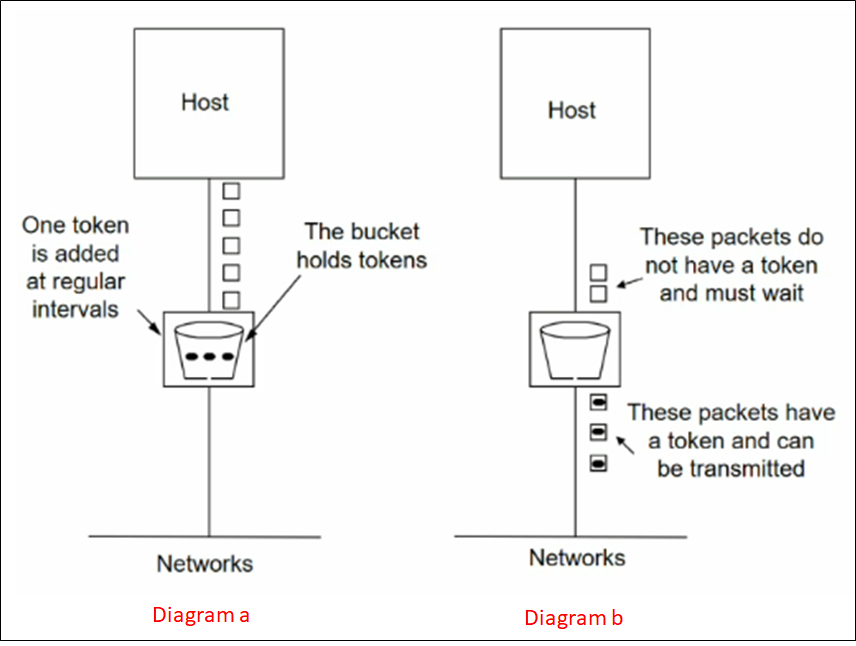 Host
One token
is added
at regular
intervals
The bucket
holds tokens
Networks
Diagram a
Host
These packets do
not have a token
and must wait
These packets have
a token and can
be transmitted
Networks
Diagram b